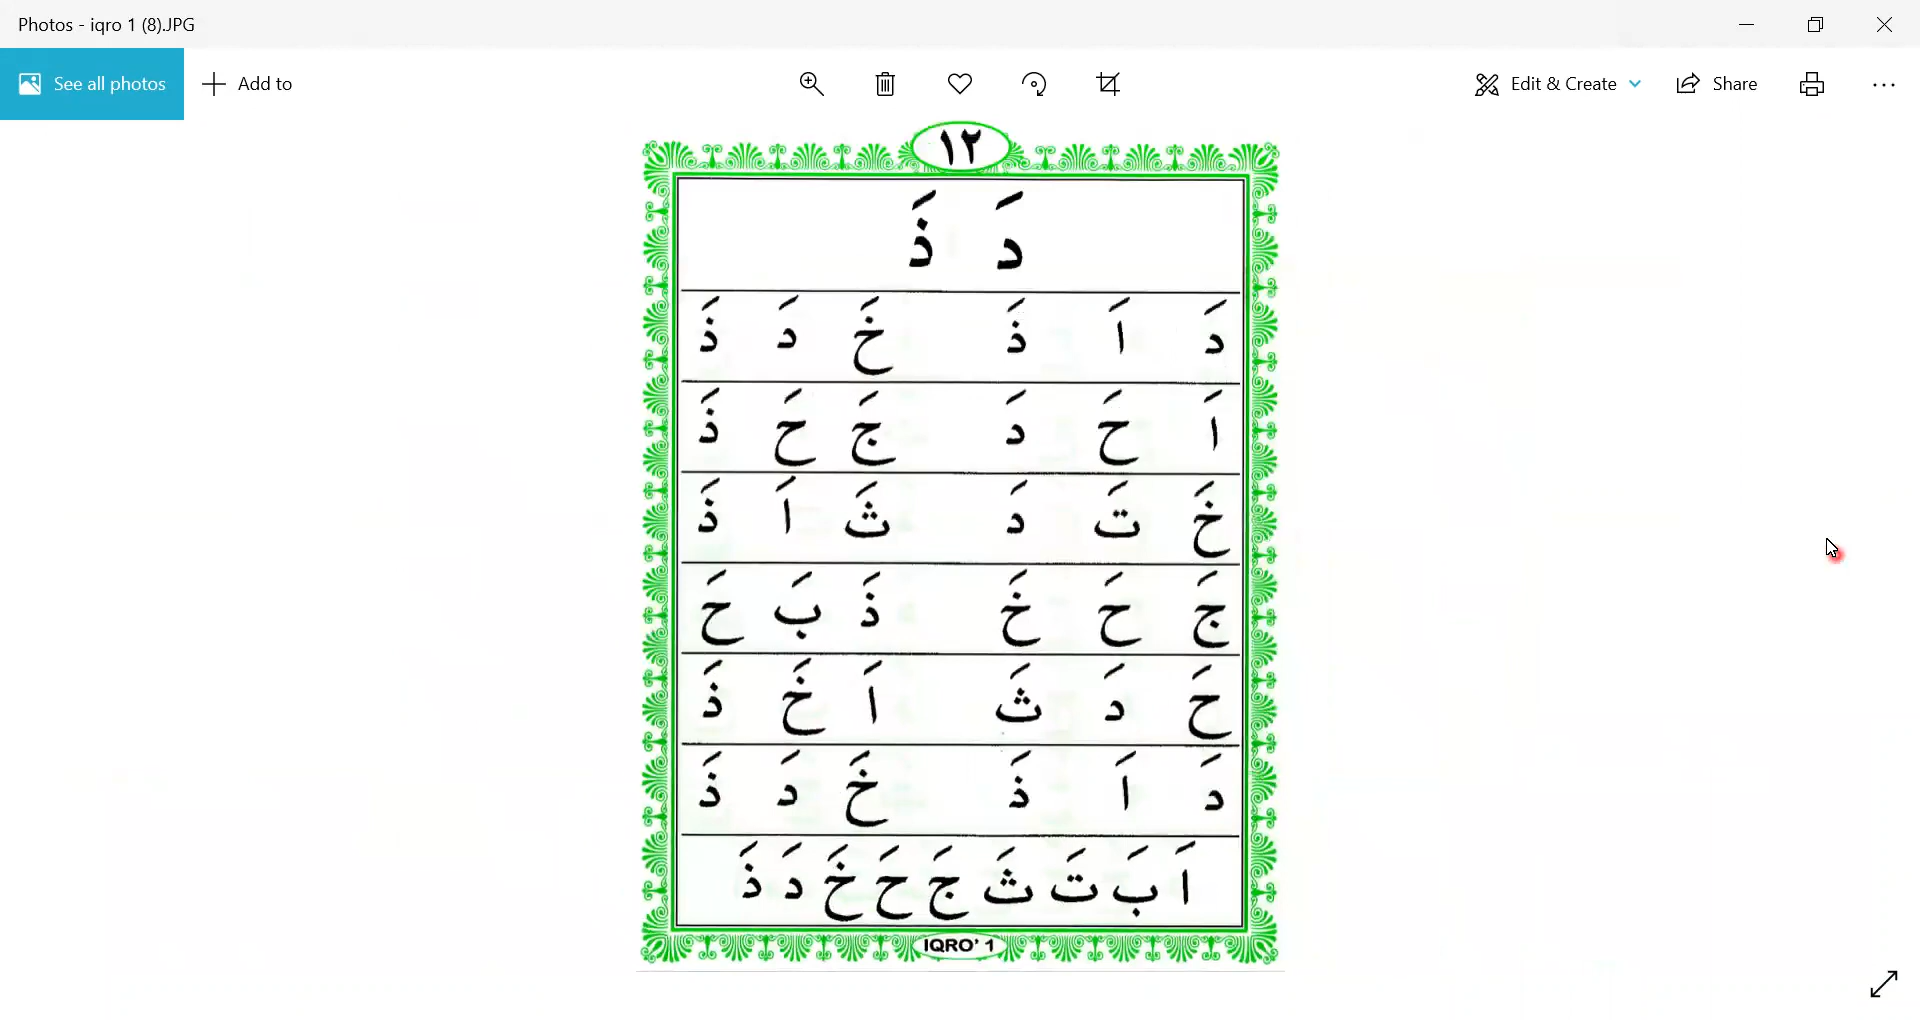 Photos - iqro 1 (8).JPG
See all photos
Add to
Edit & Create
Share
١٢
دَ ذَ
دَ اَ ذَ خَ دَ ذَ
اَ حَ دَ جَ حَ ذَ
خَ تَ دَ ثَ اَ ذَ
جَ حَ خَ ذَ بَ حَ
حَ دَ ثَ اَ خَ ذَ
دَ اَ ذَ خَ دَ ذَ
اَ بَ تَ ثَ جَ حَ خَ دَ ذَ
IQRO' 1